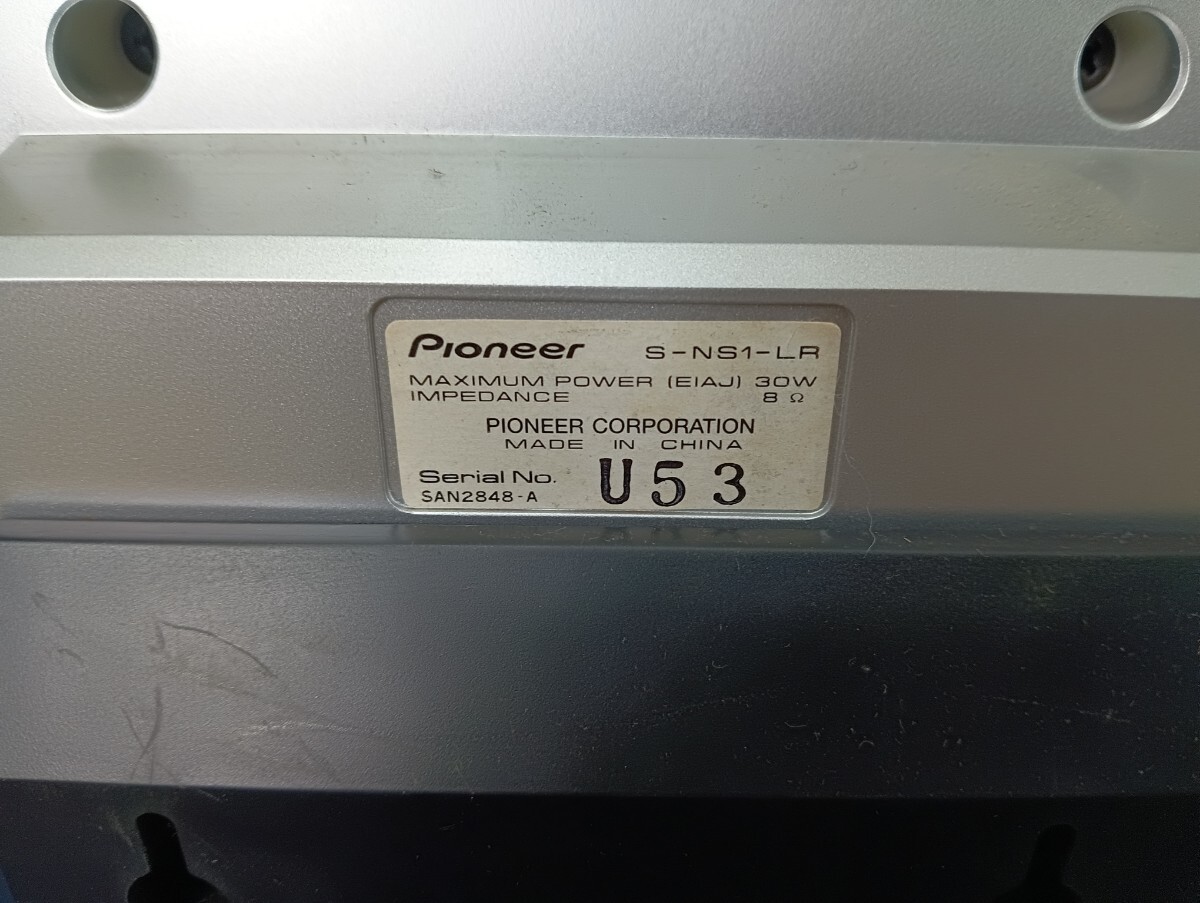 Pioneer S-NS1-LR
MAXIMUM POWER (EIAJ) 30W
IMPEDANCE 8 Ω
PIONEER CORPORATION
MADE IN CHINA
Serial No. U53
SAN2848-A